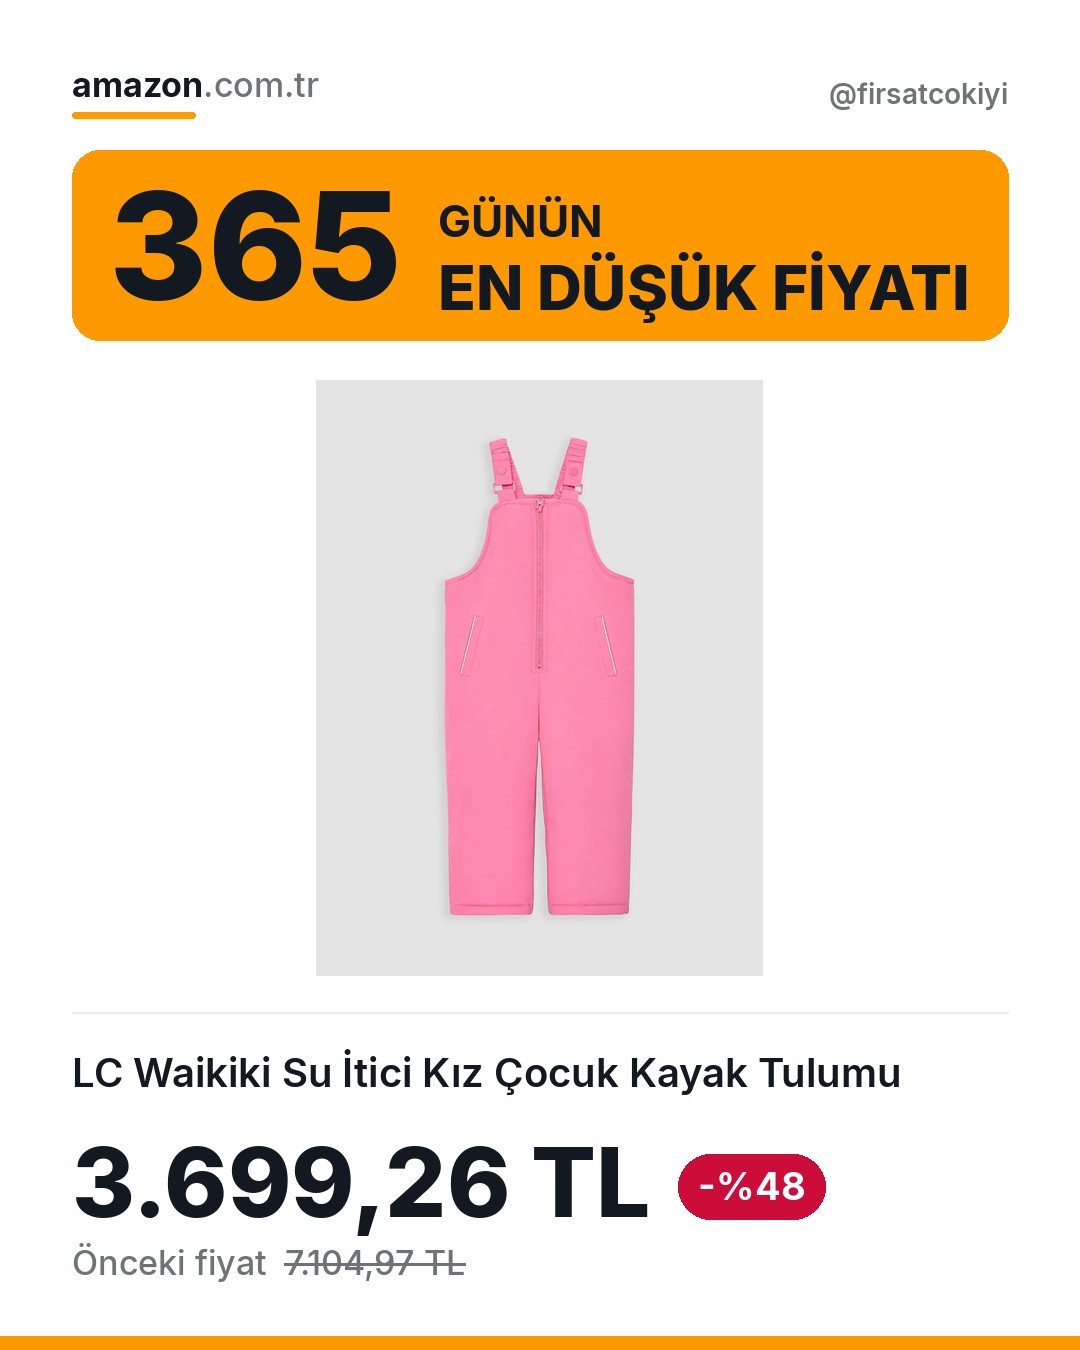 amazon.com.tr
@firsatcokiyi
365
GÜNÜN
EN DÜŞÜK FİYATI
LC Waikiki Su İtici Kız Çocuk Kayak Tulumu
3.699,26 TL
-%48
Önceki fiyat 7.104,97 TL